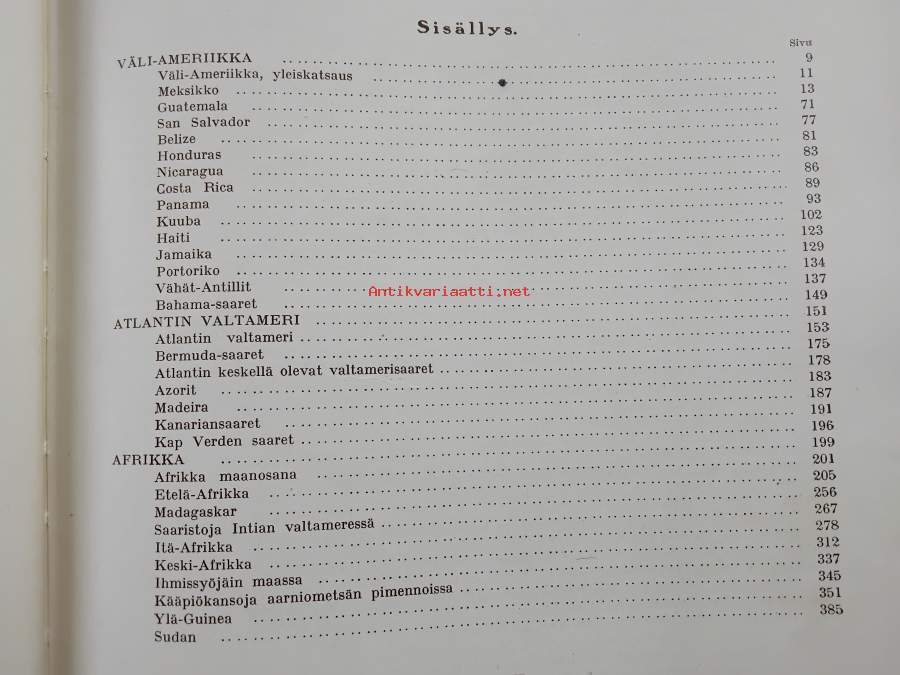 Sisällys.
Sivu
VÄLI-AMERIIKKA ........ 9
Väli-Ameriikka, yleiskatsaus ........ 11
Meksikko ........ 13
Guatemala ........ 71
San Salvador ........ 77
Belize ........ 81
Honduras ........ 83
Nicaragua ........ 86
Costa Rica ........ 89
Panama ........ 93
Kuuba ........ 102
Haiti ........ 123
Jamaika ........ 129
Portoriko ........ 134
Vähät-Antillit ........ 137
Antikvariaatti.net
Bahama-saaret ........ 149
ATLANTIN VALTAMERI ........ 151
Atlantin valtameri ........ 153
Bermuda-saaret ........ 175
Atlantin keskellä olevat valtamerisaaret ........ 178
Azorit ........ 183
Madeira ........ 187
Kanariansaaret ........ 191
Kap Verden saaret ........ 196
AFRIKKA ........ 199
Afrikka maanosana ........ 201
Etelä-Afrikka ........ 205
Madagaskar ........ 256
Saaristoja Intian valtameressä ........ 267
Itä-Afrikka ........ 278
Keski-Afrikka ........ 312
Ihmissyöjäin maassa ........ 337
Kääpiökansoja aarniometsän pimennoissa ........ 345
Ylä-Guinea ........ 351
Sudan ........ 385